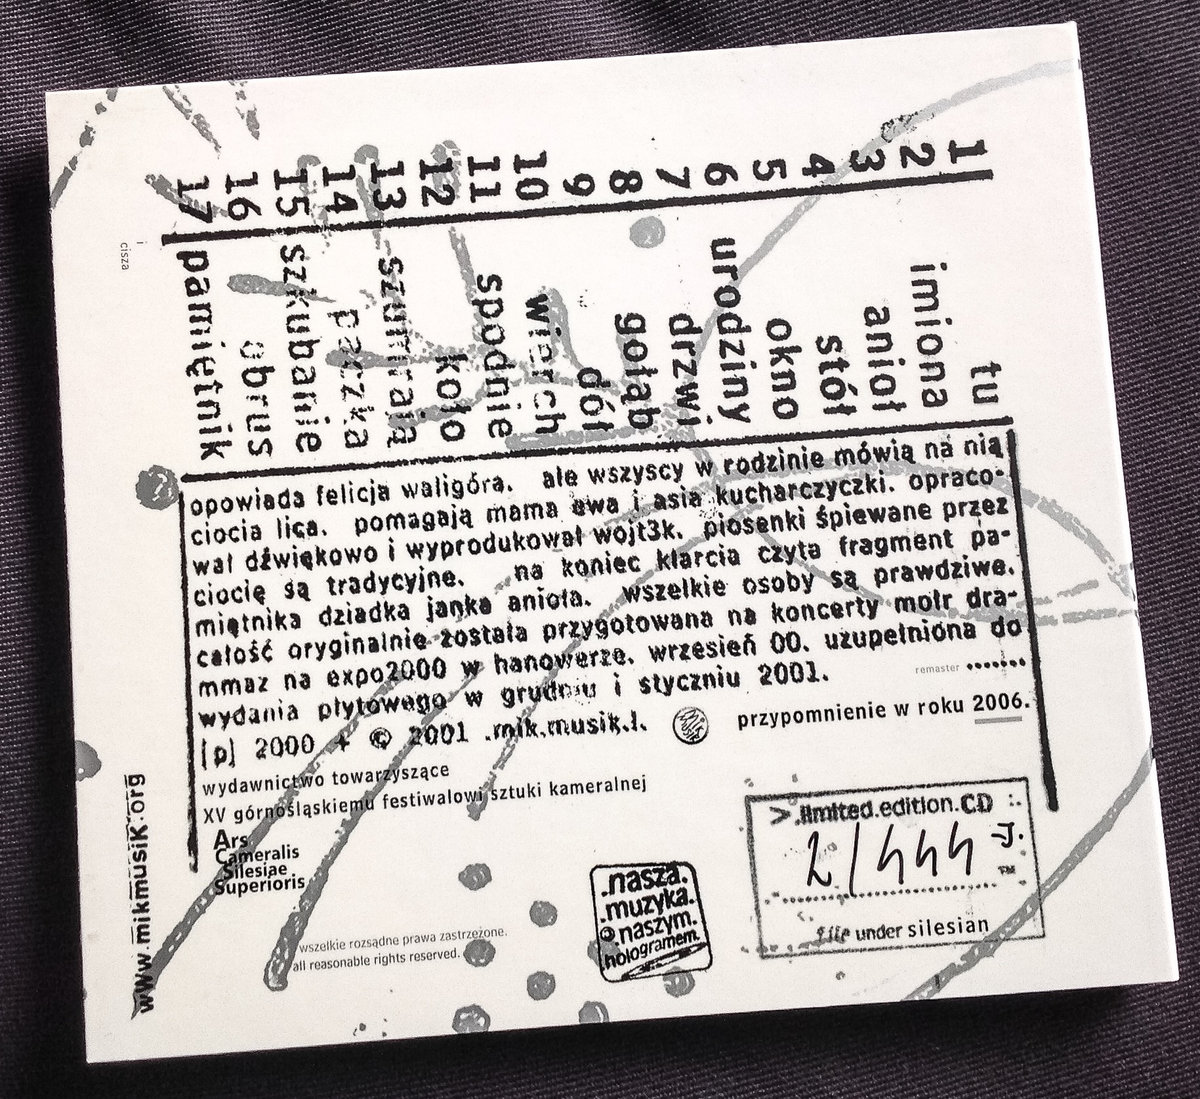 1 tu
2 imiona
3 anioł
4 stół
5 okno
6 urodziny
7 drzwi
8 gołąb
9 dół
10 wierch
11 spodnie
12 koło
13 szumirają
14 paczka
15 szkubanie
16 obrus
17 pamiętnik
i
cisza
opowiada felicja waligóra. ale wszyscy w rodzinie mówią na nią
ciocia lica. pomagają mama ewa i asia kucharczyczki. opraco-
wał dźwiękowo i wyprodukował wojt3k. piosenki śpiewane przez
ciocię są tradycyjne. na koniec klarcia czyta fragment pa-
miętnika dziadka janka anioła. wszelkie osoby są prawdziwe.
całość oryginalnie została przygotowana na koncerty mołr dra-
mmaz na expo2000 w hanowerze. wrzesień 00. uzupełniona do
wydania płytowego w grudniu i styczniu 2001. remaster .......
[p] 2000 + © 2001 .mik.musik.!. przypomnienie w roku 2006.
wydawnictwo towarzyszące
XV górnośląskiemu festiwalowi sztuki kameralnej
Ars
Cameralis
Silesiae
Superioris
www.mikmusiK.org
wszelkie rozsądne prawa zastrzeżone.
all reasonable rights reserved.
.nasza.
.muzyka.
.naszym.
hologramem.
>.limited.edition.CD :.
2/444 J.
™
file under silesian